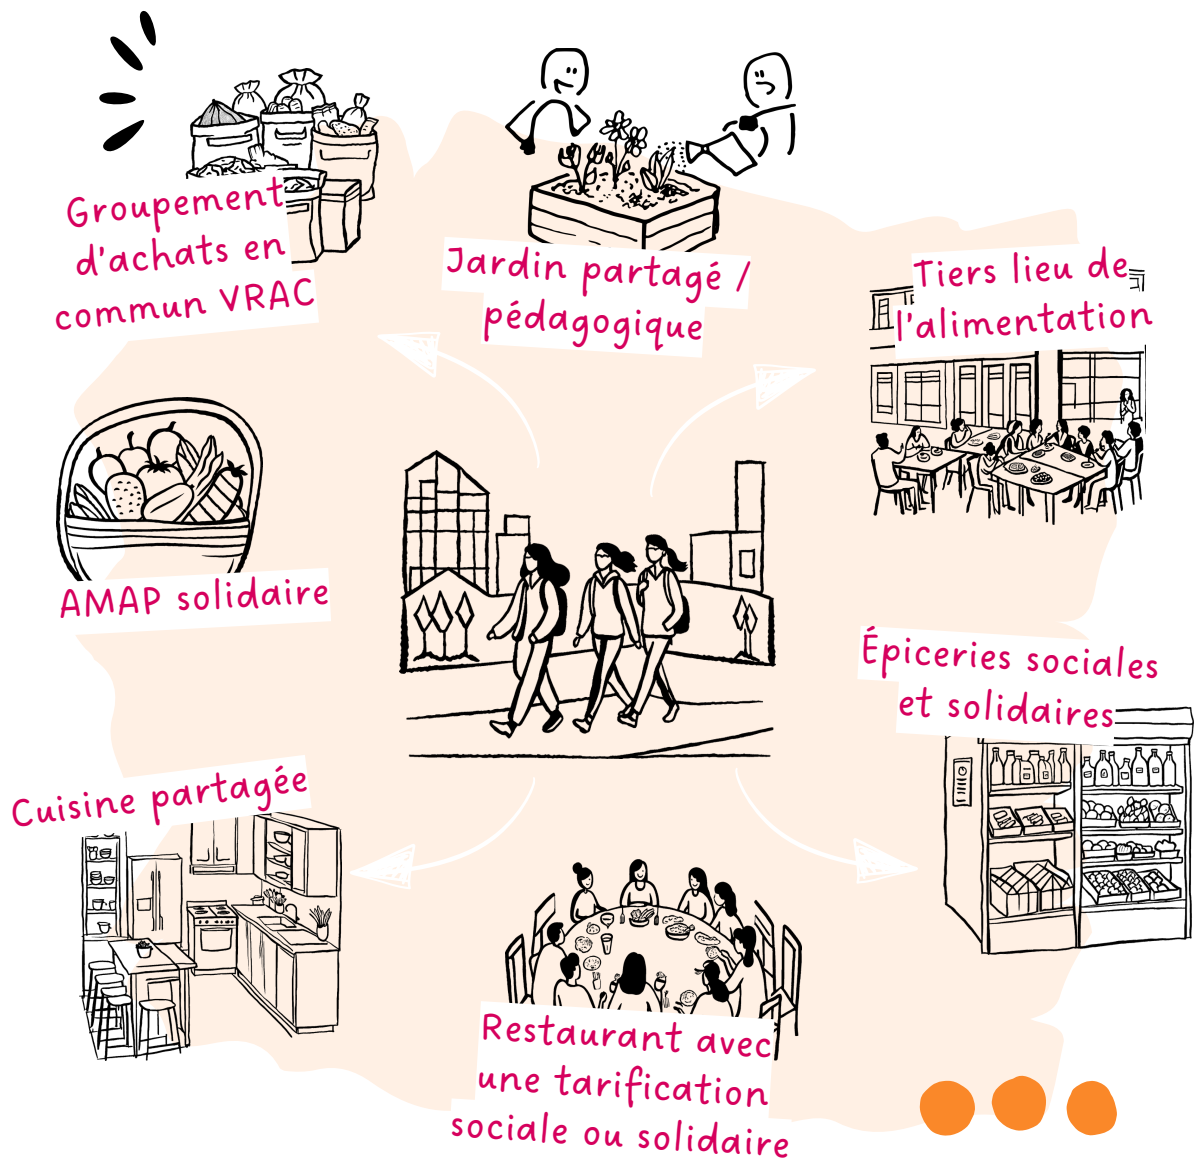 Groupement
d'achats en
commun VRAC
Jardin partagé /
pédagogique
Tiers lieu de
l'alimentation
AMAP solidaire
Épiceries sociales
et solidaires
Cuisine partagée
Restaurant avec
une tarification
sociale ou solidaire